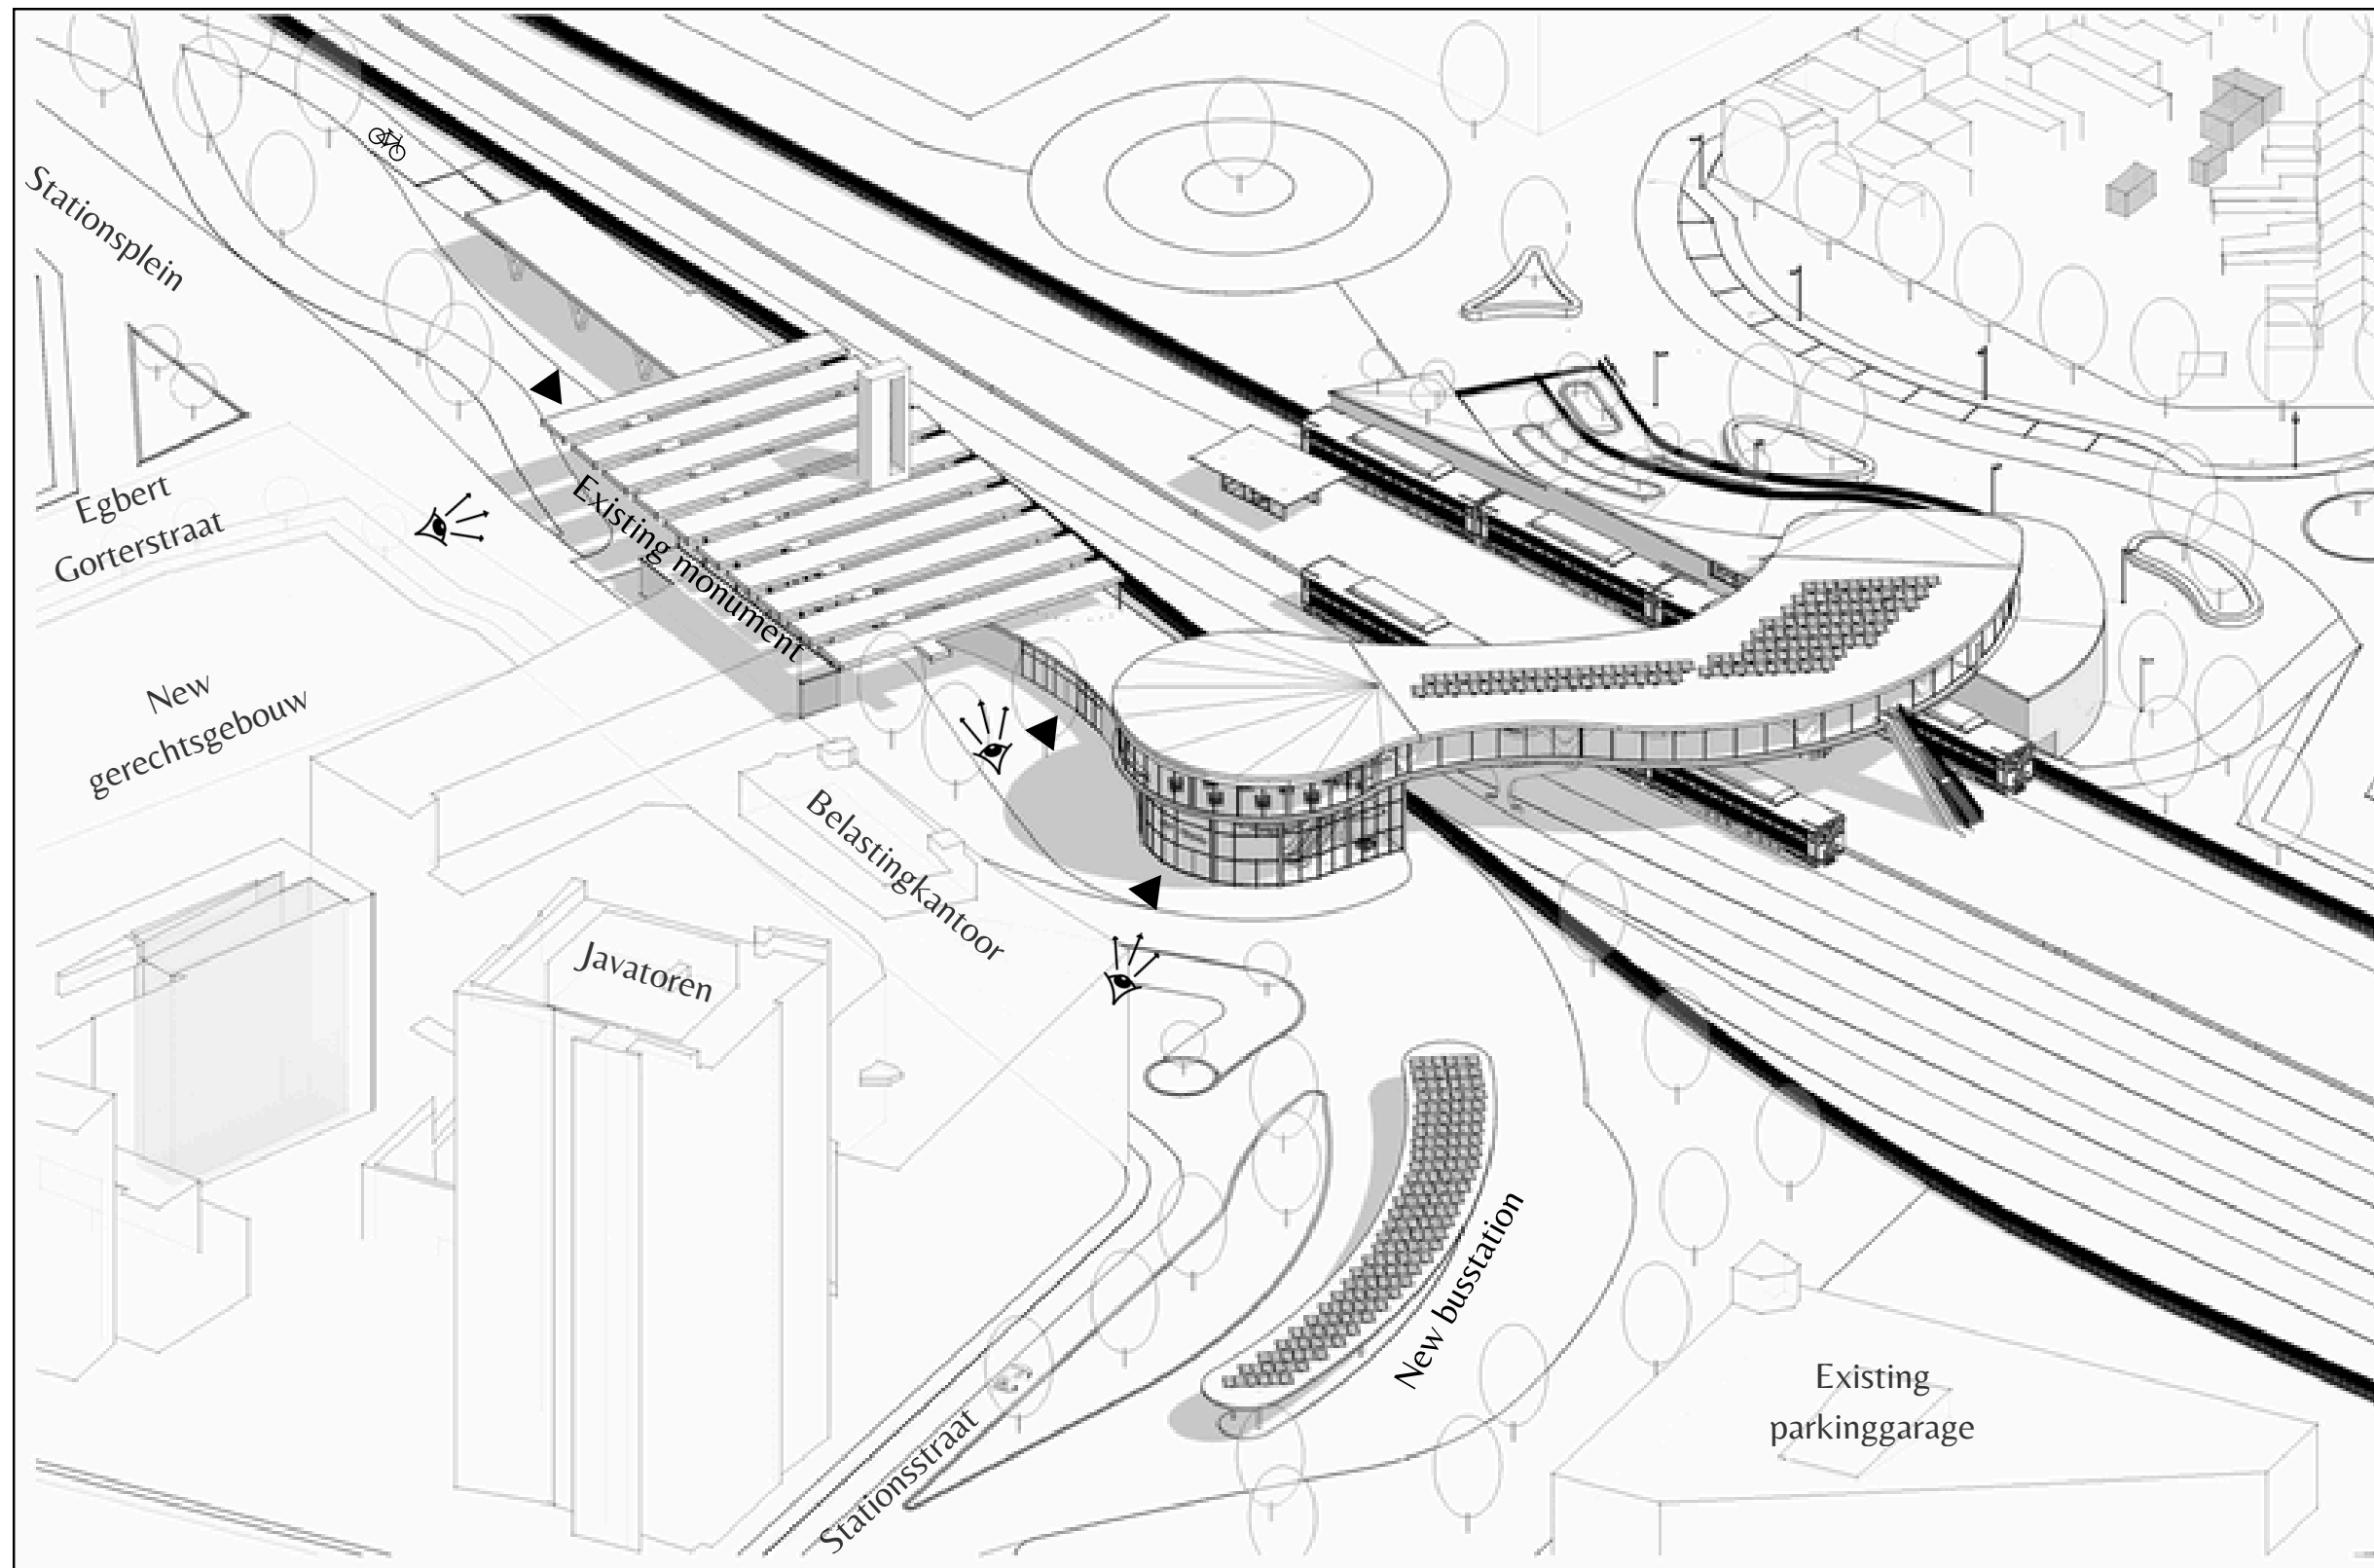 Stationsplein
Egbert
Gorterstraat
Existing monument
New
gerechtsgebouw
Belastingkantoor
Javatoren
New busstation
Stationsstraat
Existing
parkinggarage